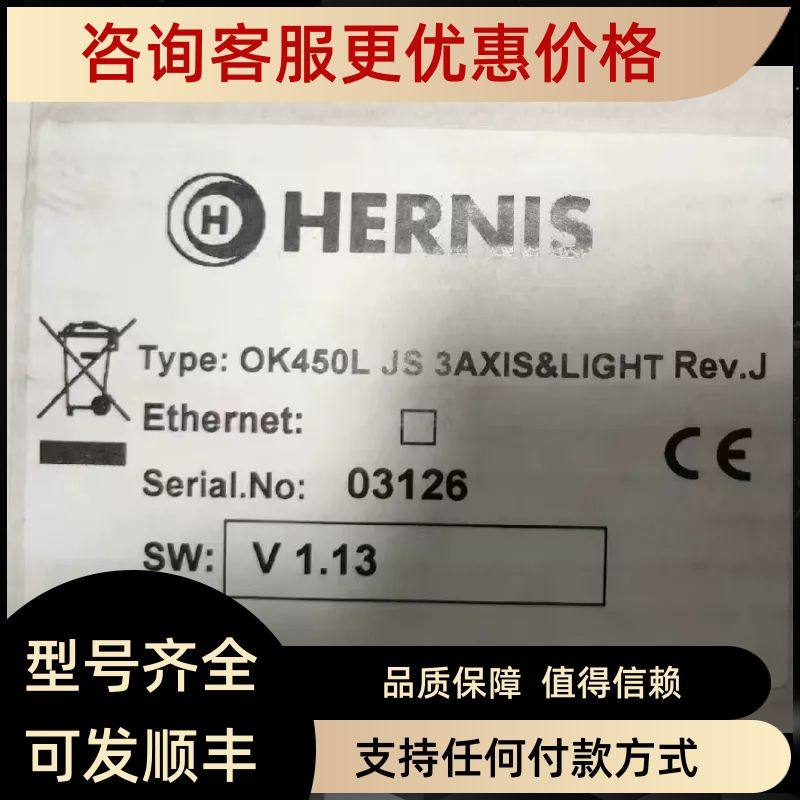 咨询客服更优惠价格
H HERNIS
Type: OK450L JS 3AXIS&LIGHT Rev.J
Ethernet:
CE
Serial.No: 03126
SW: V 1.13
型号齐全
可发顺丰
品质保障 值得信赖
支持任何付款方式